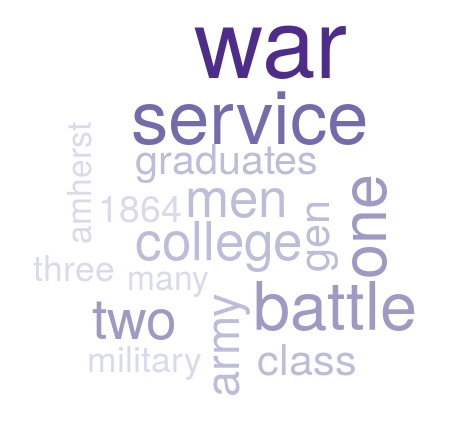 war
service
amherst
graduates
1864
men
one
college
gen
three
many
battle
two
army
military
class